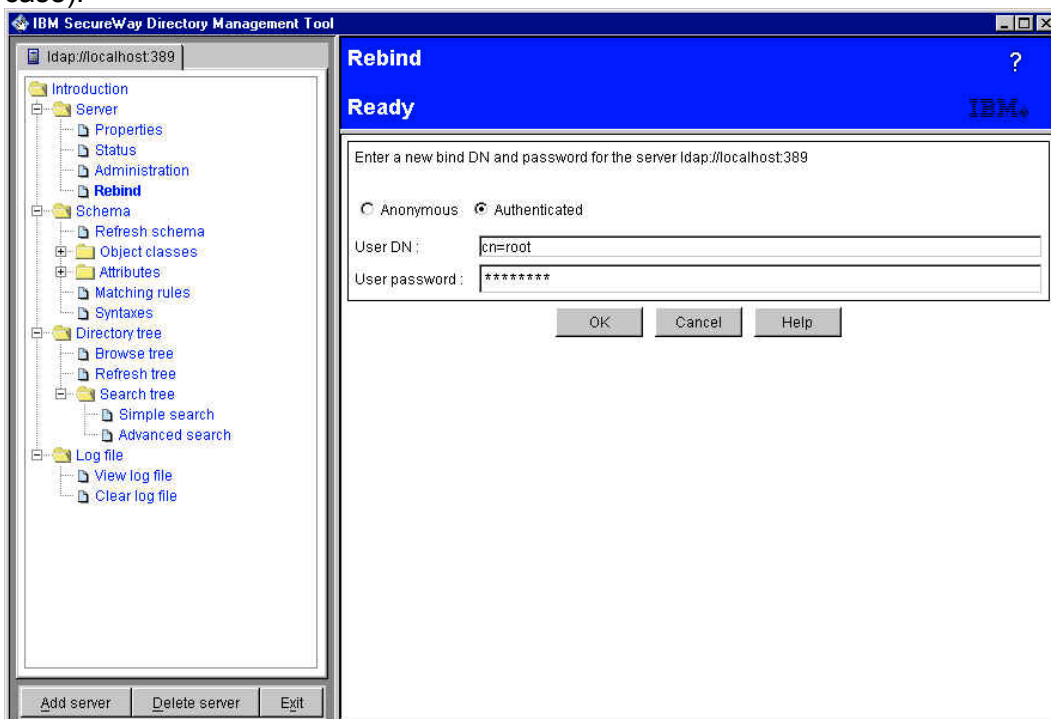 case).
IBM SecureWay Directory Management Tool
ldap://localhost:389
Introduction
Server
Properties
Status
Administration
Rebind
Schema
Refresh schema
Object classes
Attributes
Matching rules
Syntaxes
Directory tree
Browse tree
Refresh tree
Search tree
Simple search
Advanced search
Log file
View log file
Clear log file
Add server Delete server Exit
Rebind ?
Ready IBM
Enter a new bind DN and password for the server ldap://localhost:389
Anonymous Authenticated
User DN : cn=root
User password : ********
OK Cancel Help